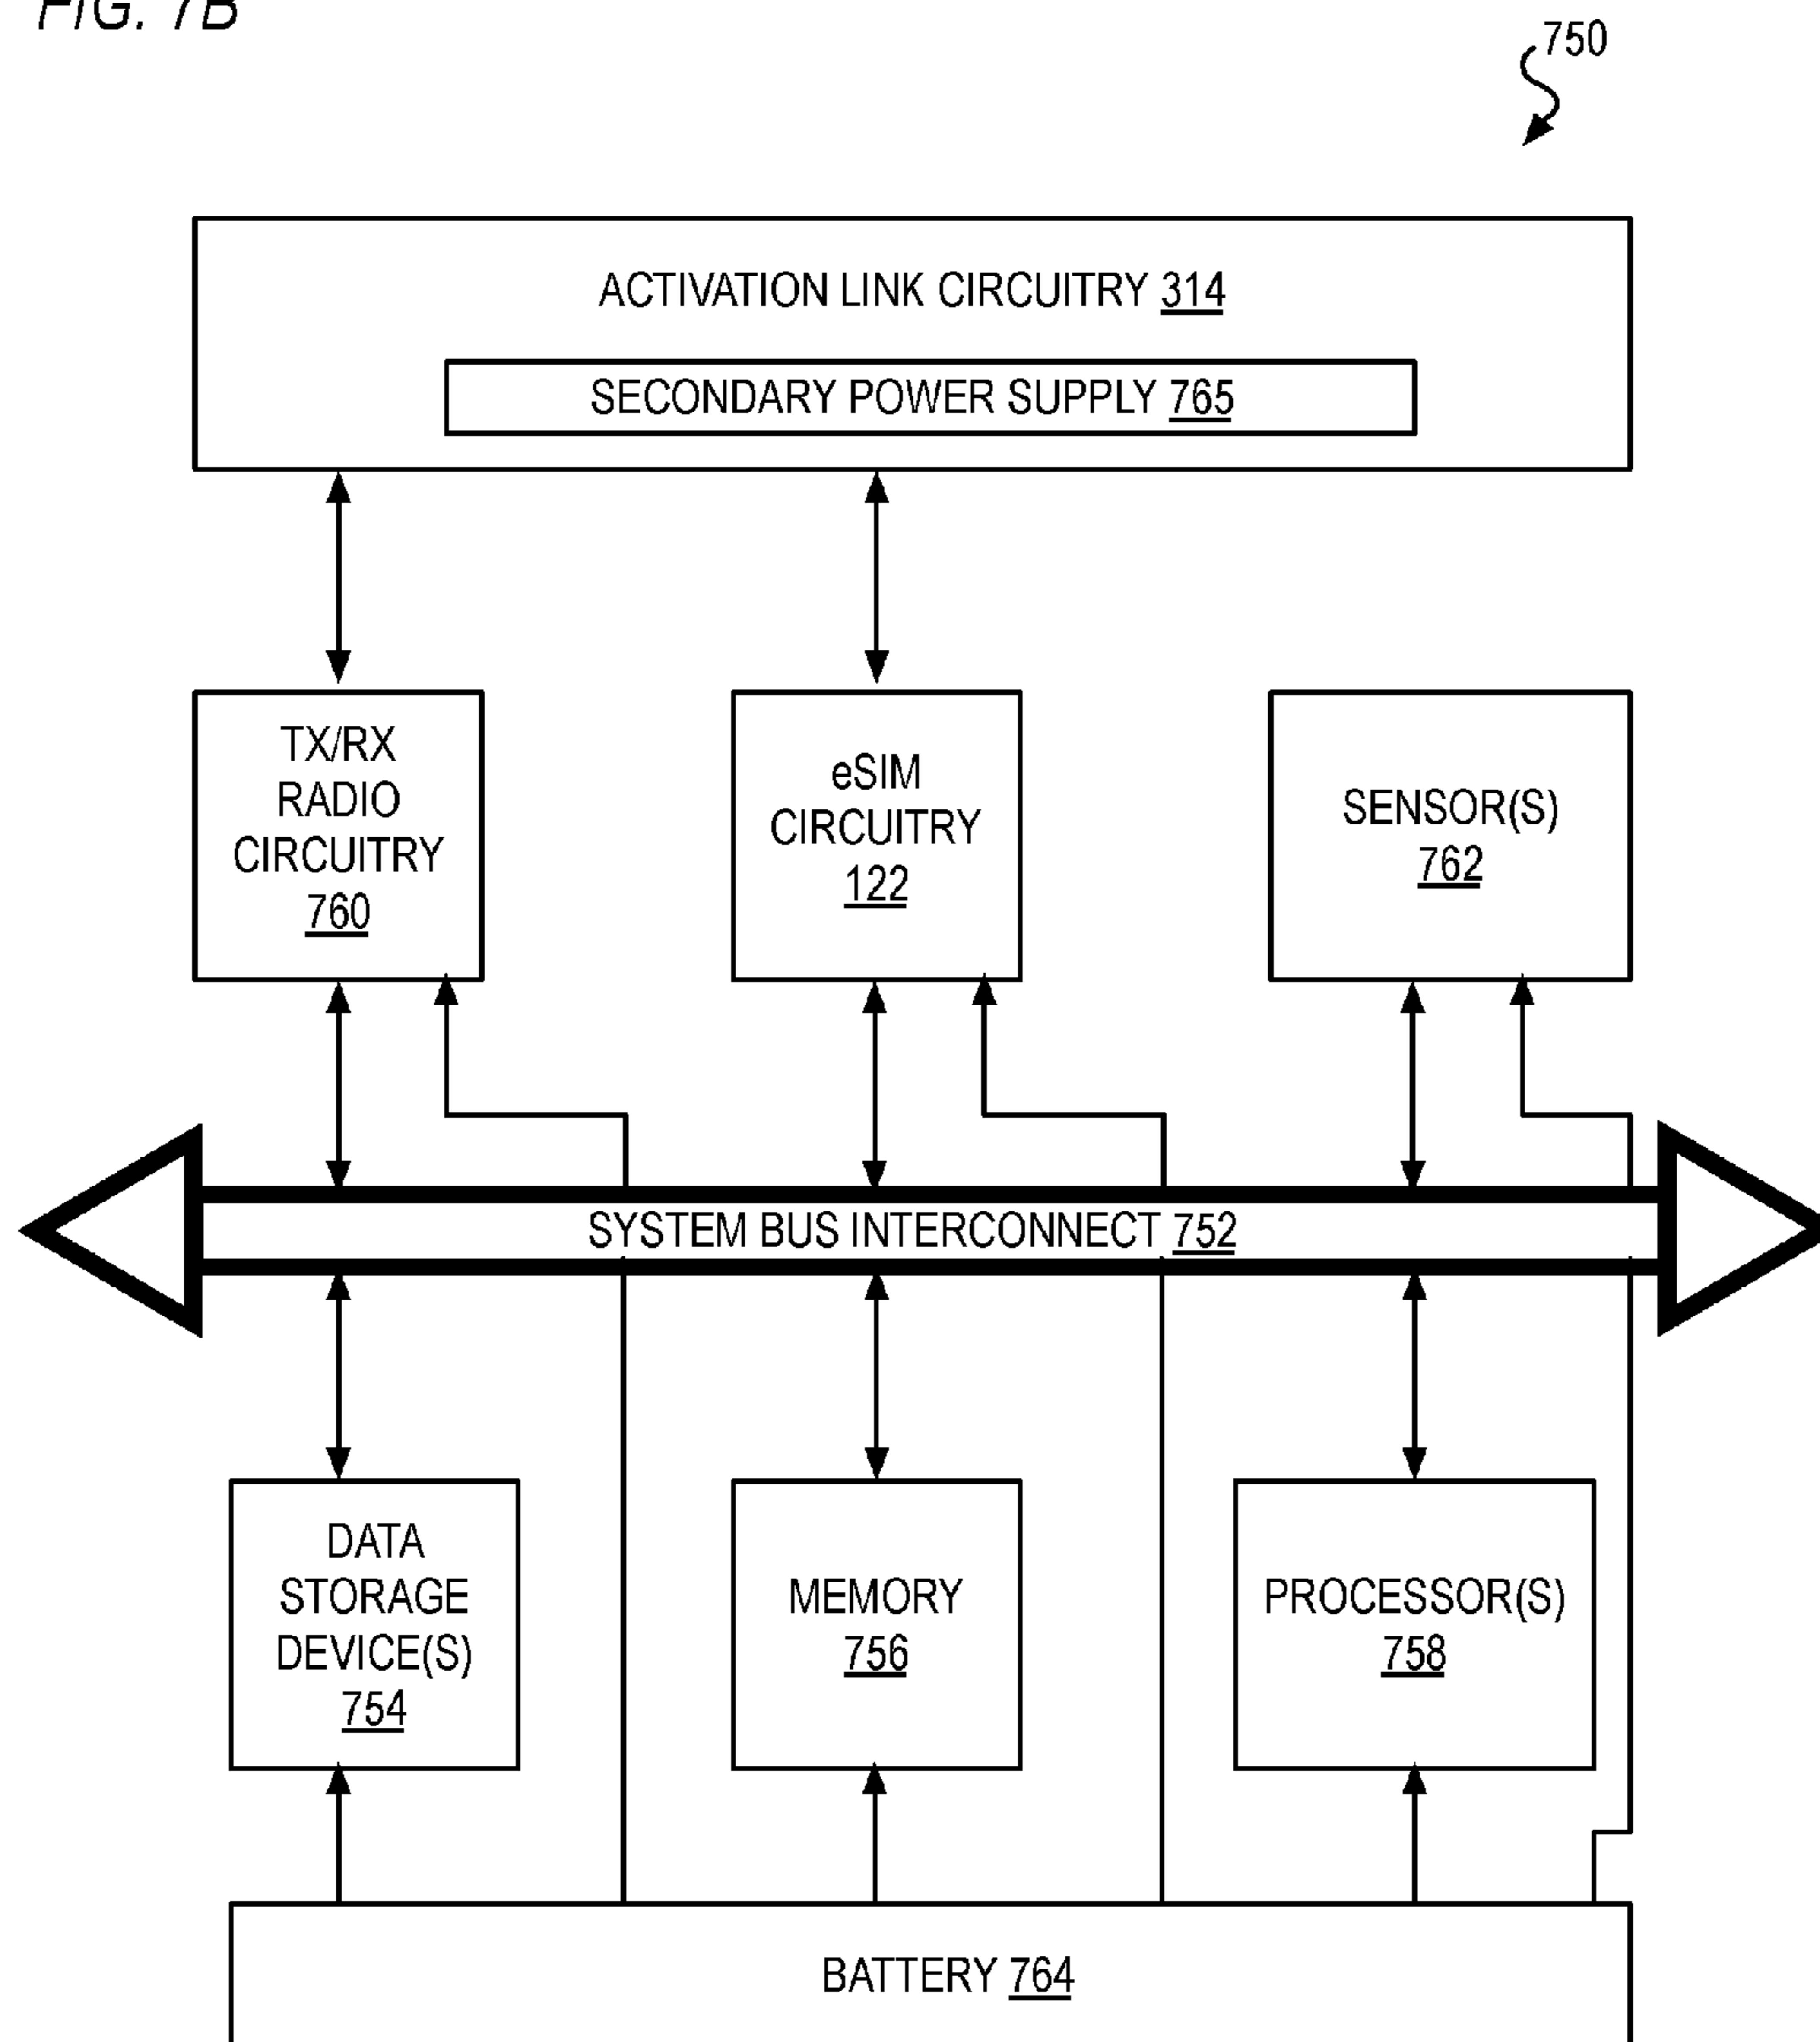 FIG. 7B
750
ACTIVATION LINK CIRCUITRY 314
SECONDARY POWER SUPPLY 765
TX/RX
RADIO
CIRCUITRY
760
eSIM
CIRCUITRY
122
SENSOR(S)
762
SYSTEM BUS INTERCONNECT 752
DATA
STORAGE
DEVICE(S)
754
MEMORY
756
PROCESSOR(S)
758
BATTERY 764